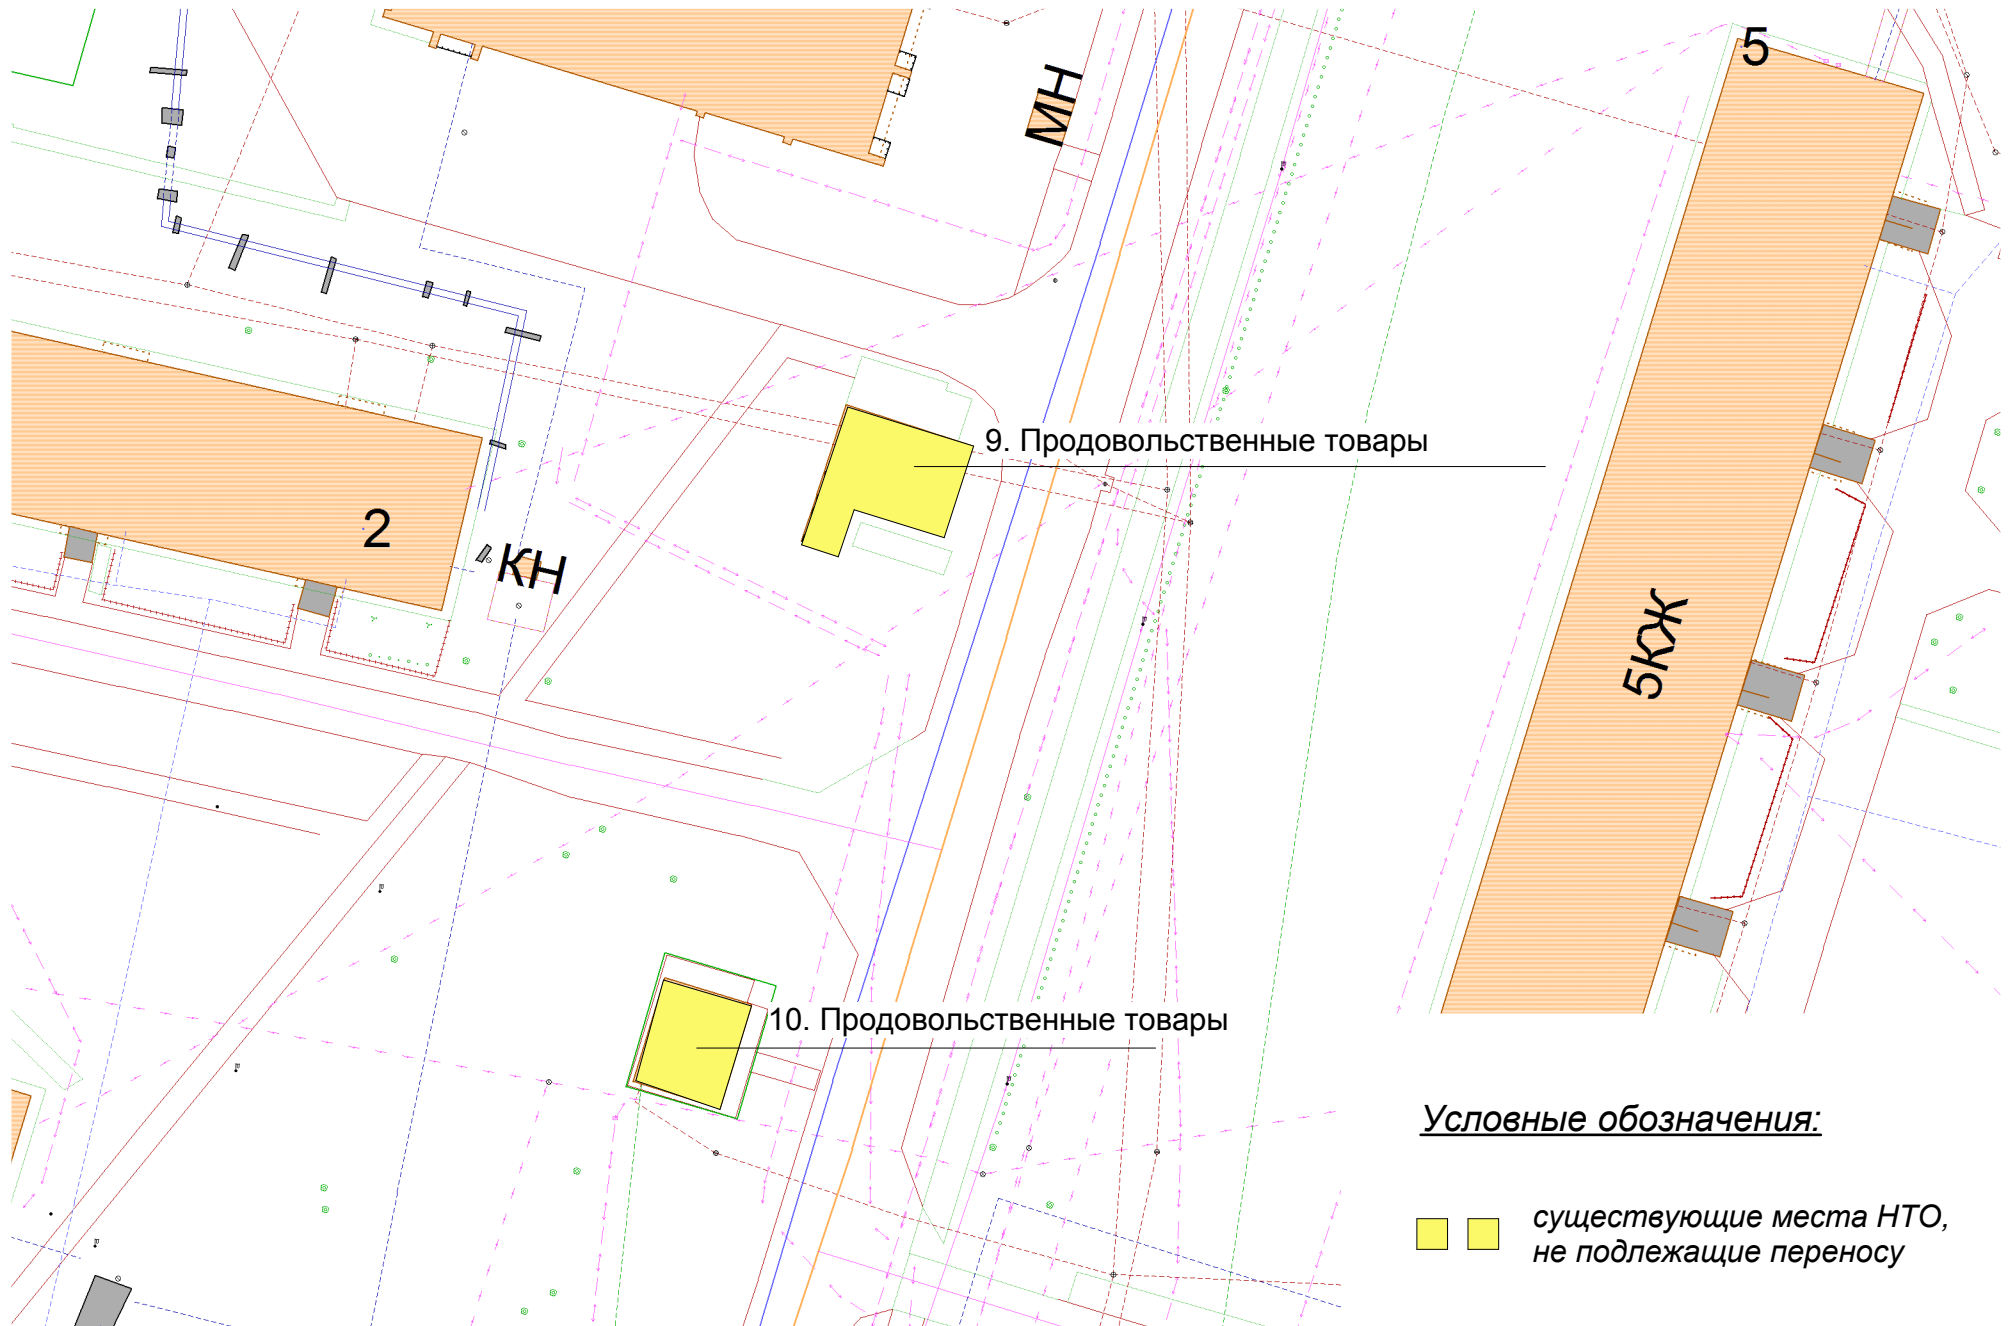 5
МН
9. Продовольственные товары
2
КН
5КЖ
10. Продовольственные товары
Условные обозначения:
существующие места НТО,
не подлежащие переносу